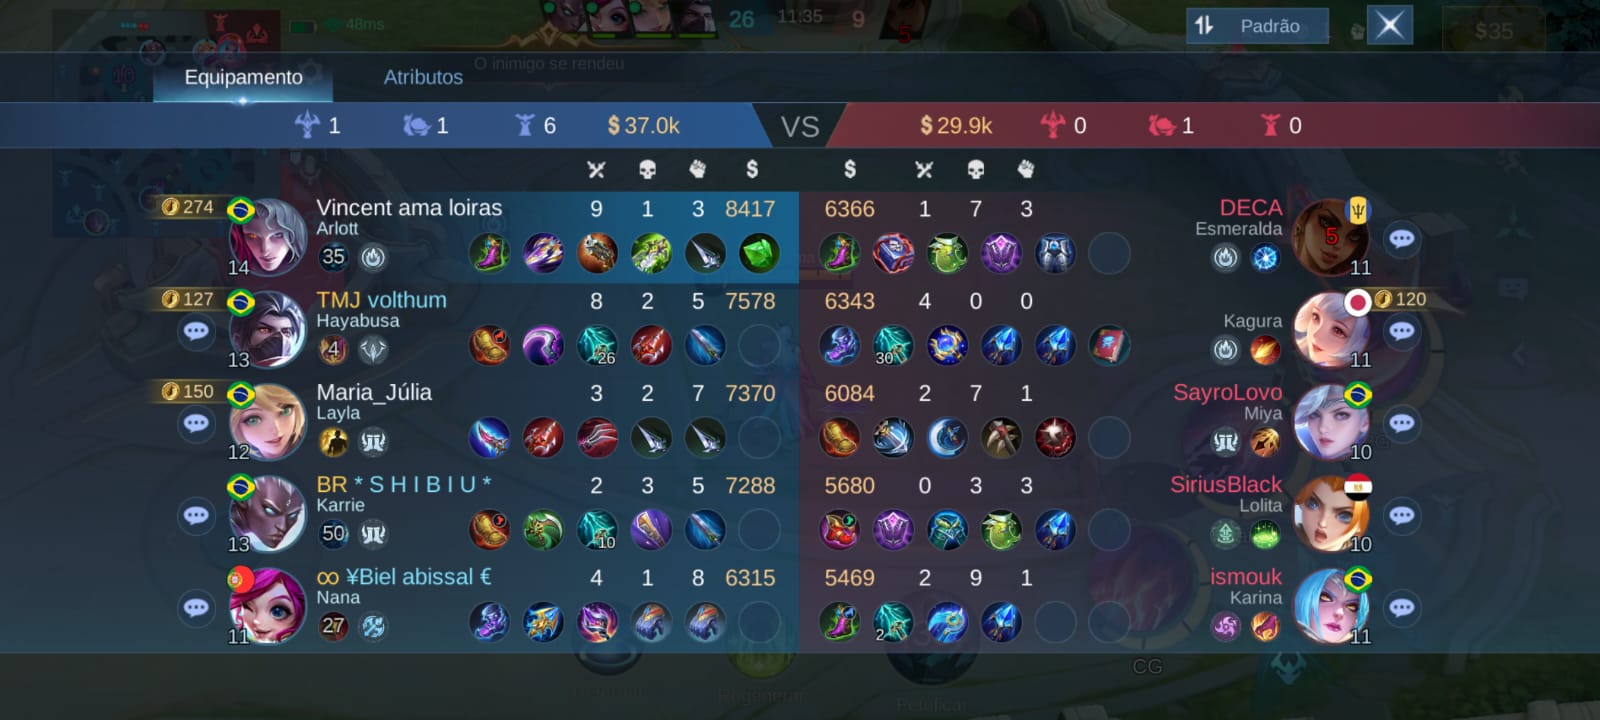 48ms
26 11:35 9
5
Padrão
$35
O inimigo se rendeu
Equipamento Atributos
1 1 6 $37.0k VS $29.9k 0 1 0
$ $
274 Vincent ama loiras 9 1 3 8417 6366 1 7 3 DECA
Arlott Esmeralda
14 35 5 11
127 TMJ volthum 8 2 5 7578 6343 4 0 0 120
Hayabusa Kagura
13 4 26 30 11
150 Maria_Júlia 3 2 7 7370 6084 2 7 1 SayroLovo
Layla Miya
12 10
BR * S H I B I U * 2 3 5 7288 5680 0 3 3 SiriusBlack
Karrie Lolita
13 50 10 10
∞ ¥Biel abissal € 4 1 8 6315 5469 2 9 1 ismouk
Nana Karina
11 27 2 11
CG
Regenerar Petrificar